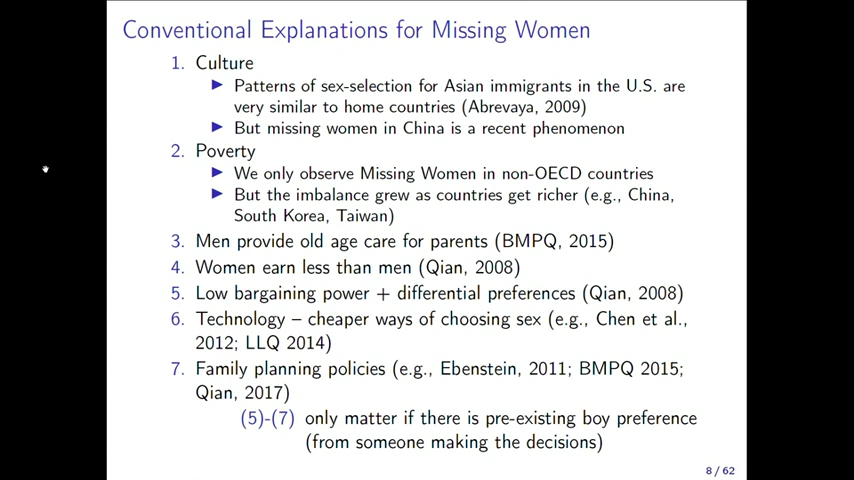 Conventional Explanations for Missing Women
1. Culture
▶ Patterns of sex-selection for Asian immigrants in the U.S. are
very similar to home countries (Abrevaya, 2009)
▶ But missing women in China is a recent phenomenon
2. Poverty
▶ We only observe Missing Women in non-OECD countries
▶ But the imbalance grew as countries get richer (e.g., China,
South Korea, Taiwan)
3. Men provide old age care for parents (BMPQ, 2015)
4. Women earn less than men (Qian, 2008)
5. Low bargaining power + differential preferences (Qian, 2008)
6. Technology – cheaper ways of choosing sex (e.g., Chen et al.,
2012; LLQ 2014)
7. Family planning policies (e.g., Ebenstein, 2011; BMPQ 2015;
Qian, 2017)
(5)-(7) only matter if there is pre-existing boy preference
(from someone making the decisions)
8 / 62